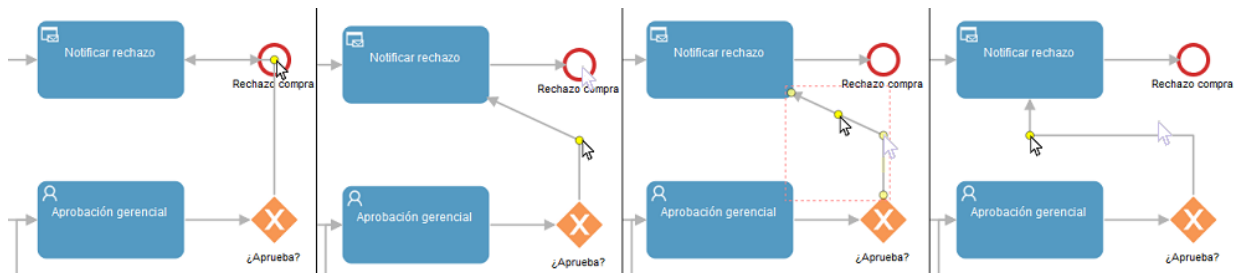 Notificar rechazo
Rechazo compra
Aprobación gerencial
X
¿Aprueba?
Notificar rechazo
Rechazo compra
Aprobación gerencial
X
¿Aprueba?
Notificar rechazo
Rechazo compra
Aprobación gerencial
X
¿Aprueba?
Notificar rechazo
Rechazo compra
Aprobación gerencial
X
¿Aprueba?